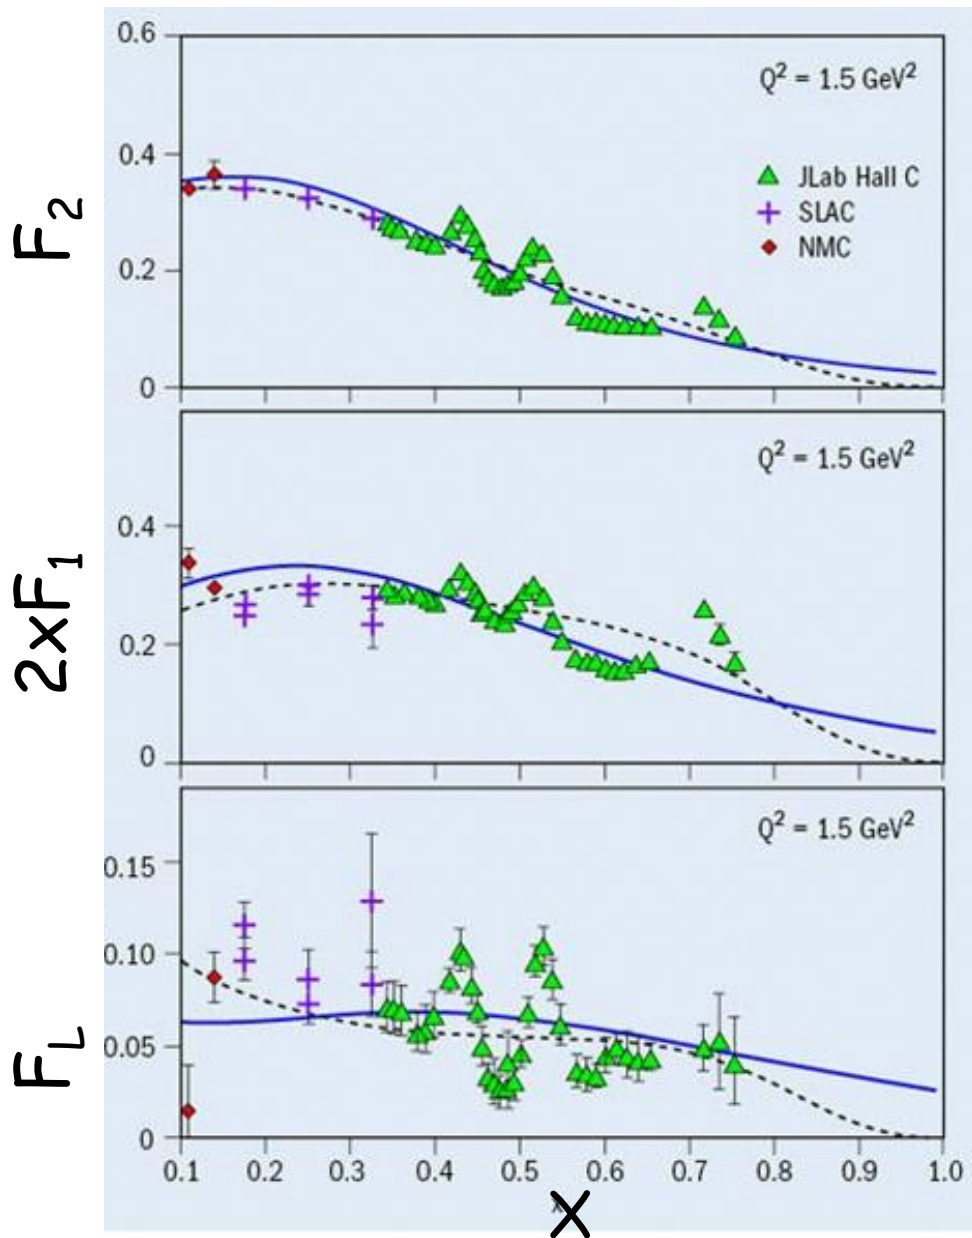 0.6
Q² = 1.5 GeV²
0.4
JLab Hall C
SLAC
NMC
F₂
0.2
0
Q² = 1.5 GeV²
0.4
2xF₁
0.2
0
Q² = 1.5 GeV²
0.15
0.10
F_L
0.05
0
0.1 0.2 0.3 0.4 0.5 0.6 0.7 0.8 0.9 1.0
x
X